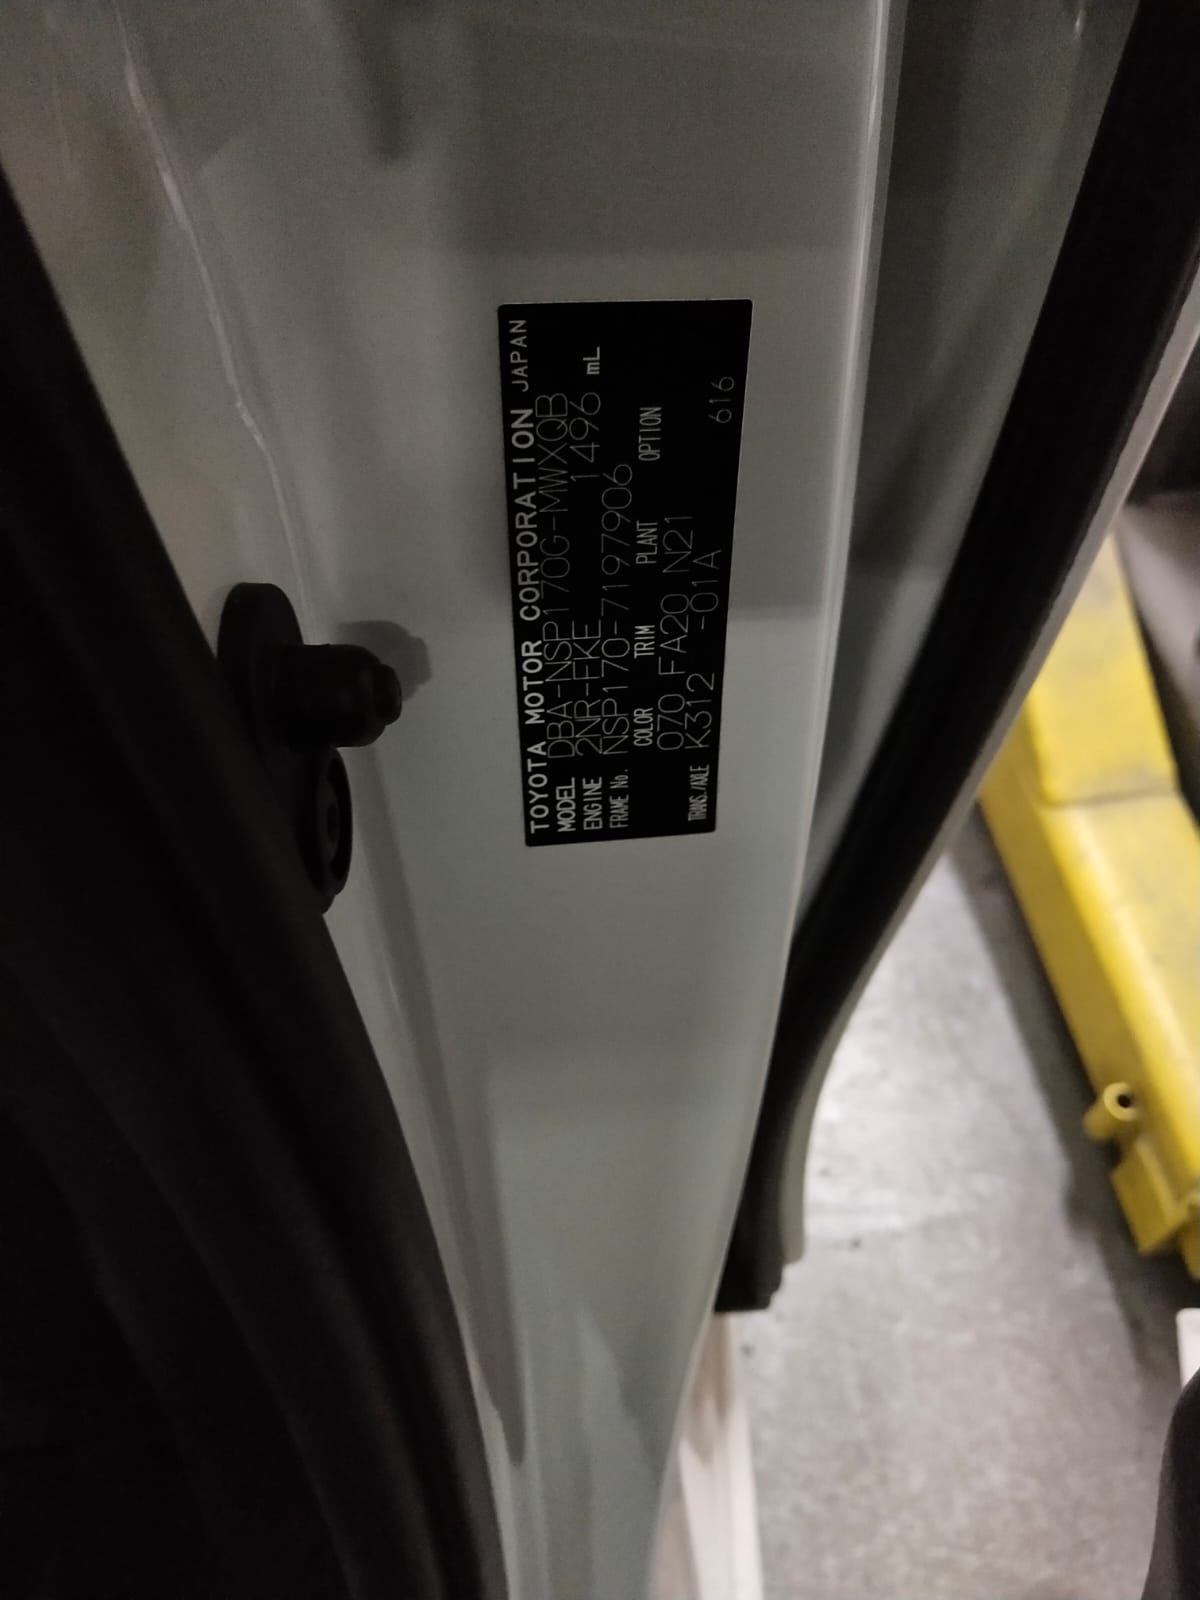 TOYOTA MOTOR CORPORATION JAPAN
MODEL DBA-NSP170G-MWXQB
ENGINE 2NR-FKE 1496 mL
FRAME No. NSP170-7197906
COLOR TRIM PLANT OPTION
070 FA20 N21
TRANS./AXLE K312 -01A 616